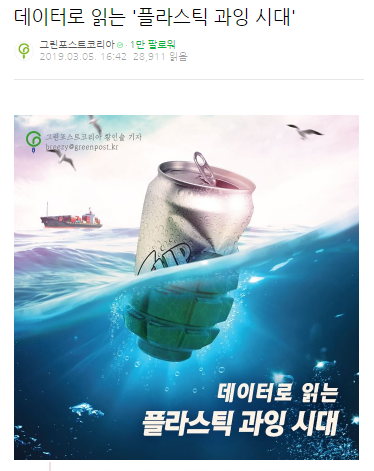 데이터로 읽는 '플라스틱 과잉 시대'
그린포스트코리아 · 1만 팔로워
2019.03.05. 16:42 28,911 읽음
그린포스트코리아 황인솔 기자
breezy@greenpost.kr
데이터로 읽는
플라스틱 과잉 시대